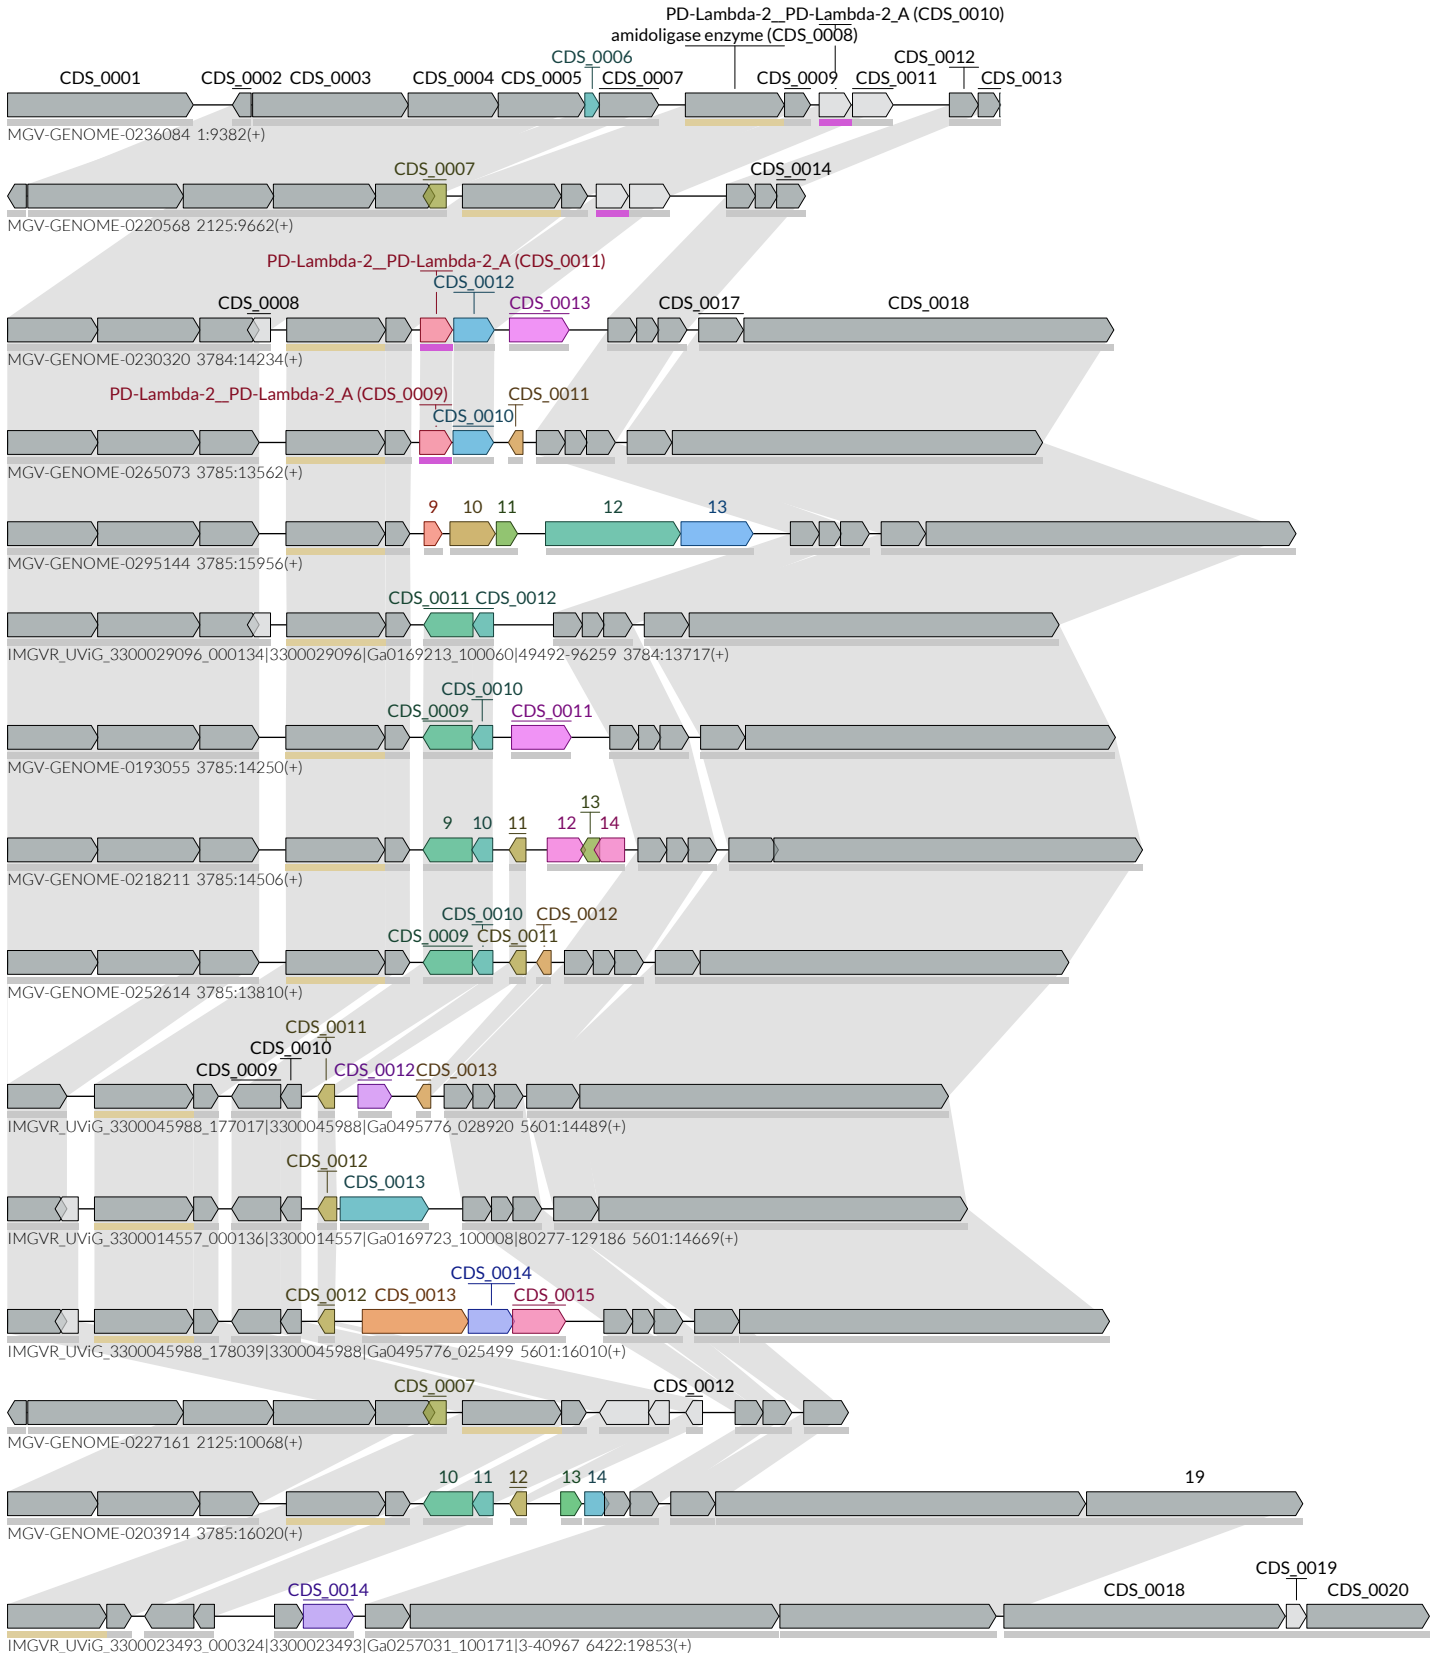 PD-Lambda-2__PD-Lambda-2_A (CDS_0010)
amidoligase enzyme (CDS_0008)
CDS_0006 CDS_0012
CDS_0001 CDS_0002 CDS_0003 CDS_0004 CDS_0005 CDS_0007 CDS_0009 CDS_0011 CDS_0013
MGV-GENOME-0236084 1:9382(+)
CDS_0007 CDS_0014
MGV-GENOME-0220568 2125:9662(+)
PD-Lambda-2__PD-Lambda-2_A (CDS_0011)
CDS_0012
CDS_0008 CDS_0013 CDS_0017 CDS_0018
MGV-GENOME-0230320 3784:14234(+)
PD-Lambda-2__PD-Lambda-2_A (CDS_0009) CDS_0011
CDS_0010
MGV-GENOME-0265073 3785:13562(+)
9 10 11 12 13
MGV-GENOME-0295144 3785:15956(+)
CDS_0011 CDS_0012
IMGVR_UViG_3300029096_000134|3300029096|Ga0169213_100060|49492-96259 3784:13717(+)
CDS_0010
CDS_0009 CDS_0011
MGV-GENOME-0193055 3785:14250(+)
13
9 10 11 12 14
MGV-GENOME-0218211 3785:14506(+)
CDS_0010 CDS_0012
CDS_0009 CDS_0011
MGV-GENOME-0252614 3785:13810(+)
CDS_0011
CDS_0010
CDS_0009 CDS_0012 CDS_0013
IMGVR_UViG_3300045988_177017|3300045988|Ga0495776_028920 5601:14489(+)
CDS_0012
CDS_0013
IMGVR_UViG_3300014557_000136|3300014557|Ga0169723_100008|80277-129186 5601:14669(+)
CDS_0014
CDS_0012 CDS_0013 CDS_0015
IMGVR_UViG_3300045988_178039|3300045988|Ga0495776_025499 5601:16010(+)
CDS_0007 CDS_0012
MGV-GENOME-0227161 2125:10068(+)
10 11 12 13 14 19
MGV-GENOME-0203914 3785:16020(+)
CDS_0019
CDS_0014 CDS_0018 CDS_0020
IMGVR_UViG_3300023493_000324|3300023493|Ga0257031_100171|3-40967 6422:19853(+)